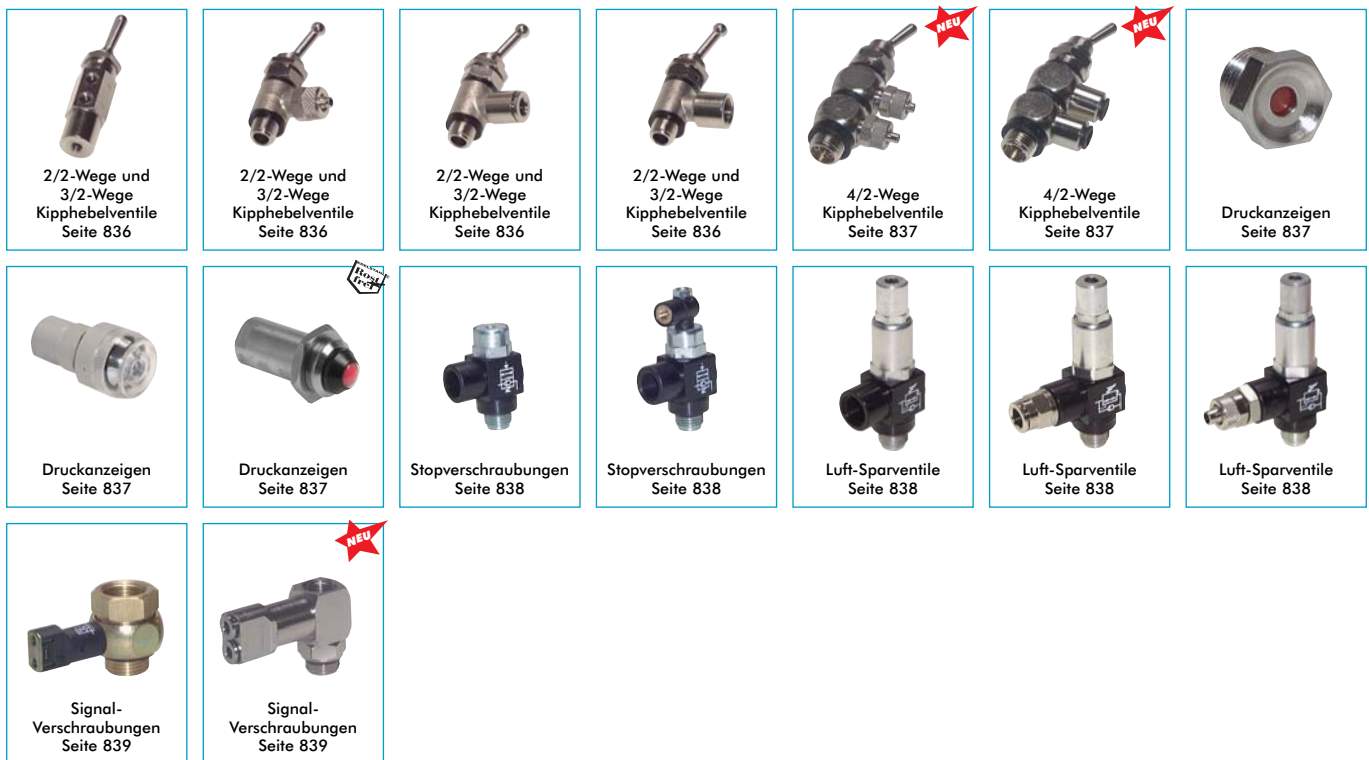 2/2-Wege und
3/2-Wege
Kipphebelventile
Seite 836
2/2-Wege und
3/2-Wege
Kipphebelventile
Seite 836
2/2-Wege und
3/2-Wege
Kipphebelventile
Seite 836
2/2-Wege und
3/2-Wege
Kipphebelventile
Seite 836
NEU
4/2-Wege
Kipphebelventile
Seite 837
NEU
4/2-Wege
Kipphebelventile
Seite 837
Druckanzeigen
Seite 837
Druckanzeigen
Seite 837
Rost
frei
Druckanzeigen
Seite 837
Stopverschraubungen
Seite 838
Stopverschraubungen
Seite 838
Luft-Sparventile
Seite 838
Luft-Sparventile
Seite 838
Luft-Sparventile
Seite 838
Signal-
Verschraubungen
Seite 839
NEU
Signal-
Verschraubungen
Seite 839